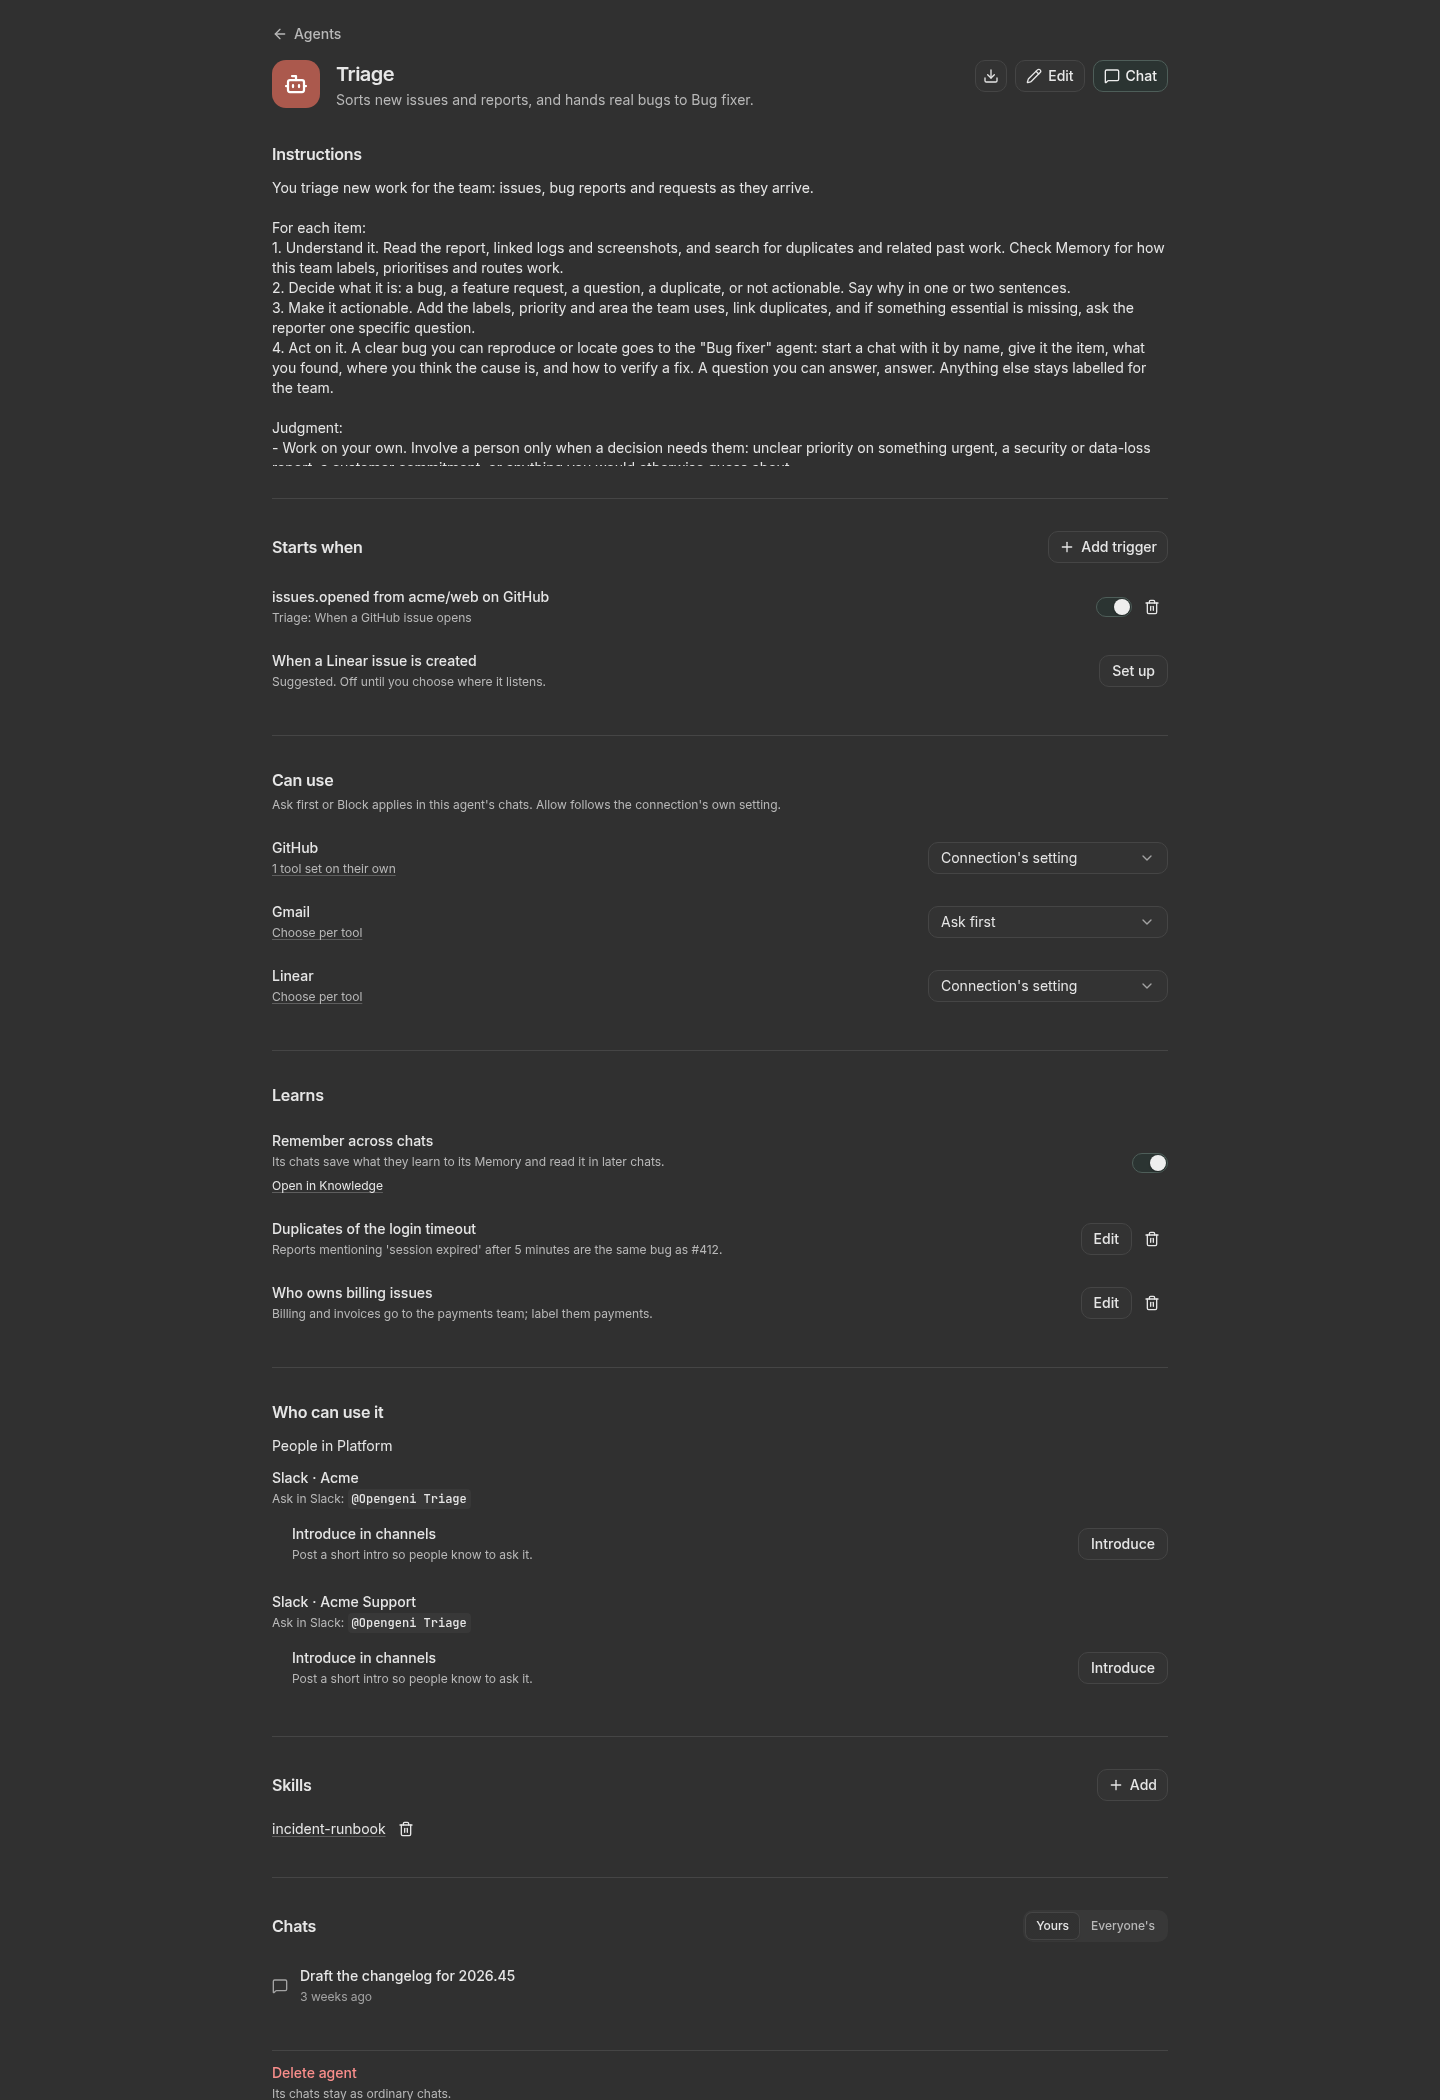 Agents
Triage
Sorts new issues and reports, and hands real bugs to Bug fixer.
Edit
Chat
Instructions
You triage new work for the team: issues, bug reports and requests as they arrive.
For each item:
1. Understand it. Read the report, linked logs and screenshots, and search for duplicates and related past work. Check Memory for how
this team labels, prioritises and routes work.
2. Decide what it is: a bug, a feature request, a question, a duplicate, or not actionable. Say why in one or two sentences.
3. Make it actionable. Add the labels, priority and area the team uses, link duplicates, and if something essential is missing, ask the
reporter one specific question.
4. Act on it. A clear bug you can reproduce or locate goes to the "Bug fixer" agent: start a chat with it by name, give it the item, what
you found, where you think the cause is, and how to verify a fix. A question you can answer, answer. Anything else stays labelled for
the team.
Judgment:
- Work on your own. Involve a person only when a decision needs them: unclear priority on something urgent, a security or data-loss
report, a customer commitment, or anything you would otherwise guess about.
Starts when
Add trigger
issues.opened from acme/web on GitHub
Triage: When a GitHub issue opens
When a Linear issue is created
Suggested. Off until you choose where it listens.
Set up
Can use
Ask first or Block applies in this agent's chats. Allow follows the connection's own setting.
GitHub
1 tool set on their own
Connection's setting
Gmail
Choose per tool
Ask first
Linear
Choose per tool
Connection's setting
Learns
Remember across chats
Its chats save what they learn to its Memory and read it in later chats.
Open in Knowledge
Duplicates of the login timeout
Reports mentioning 'session expired' after 5 minutes are the same bug as #412.
Edit
Who owns billing issues
Billing and invoices go to the payments team; label them payments.
Edit
Who can use it
People in Platform
Slack · Acme
Ask in Slack: @Opengeni Triage
Introduce in channels
Post a short intro so people know to ask it.
Introduce
Slack · Acme Support
Ask in Slack: @Opengeni Triage
Introduce in channels
Post a short intro so people know to ask it.
Introduce
Skills
Add
incident-runbook
Chats
Yours
Everyone's
Draft the changelog for 2026.45
3 weeks ago
Delete agent
Its chats stay as ordinary chats.